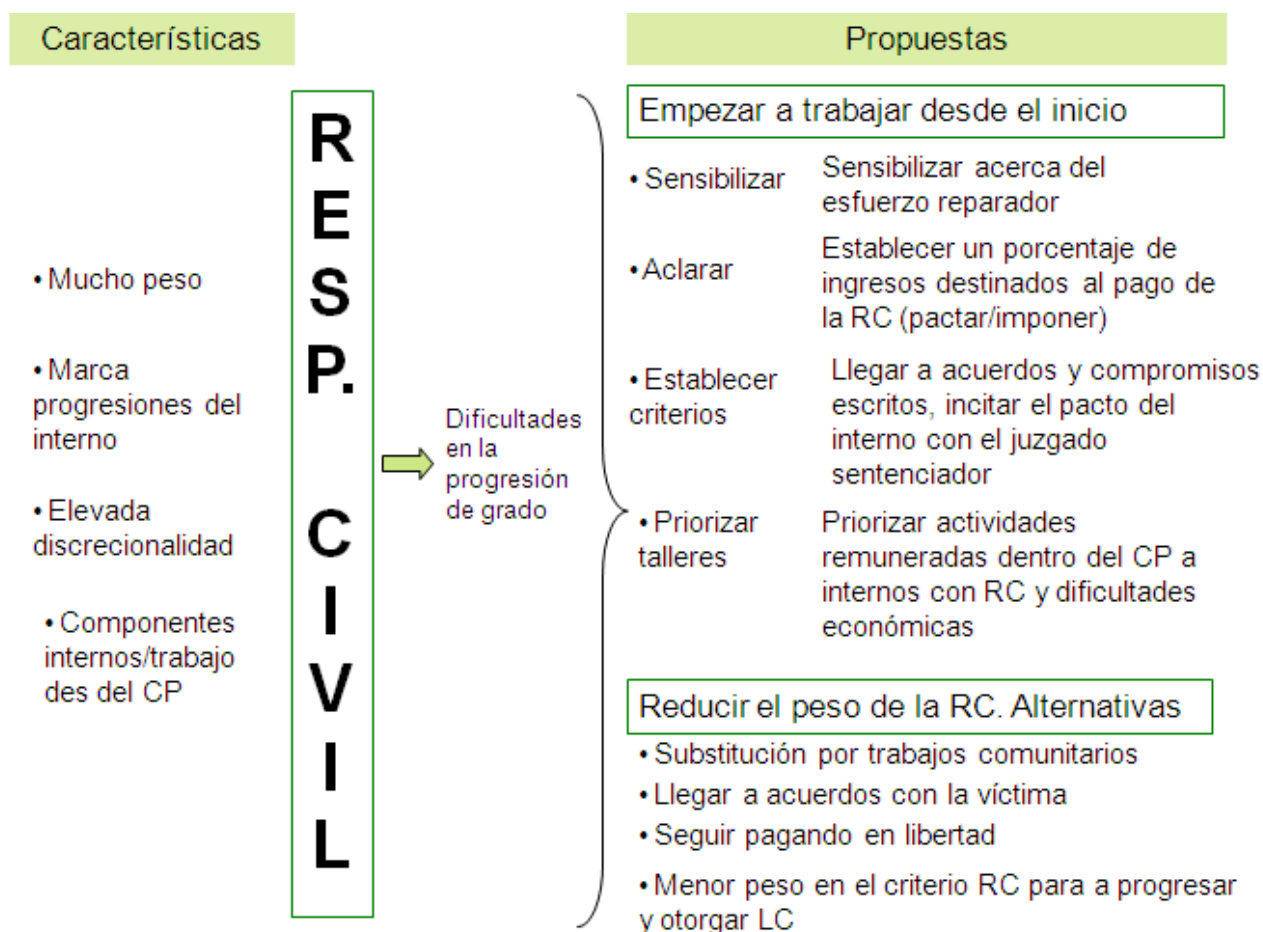 Características
• Mucho peso
• Marca
progresiones del
interno
• Elevada
discrecionalidad
• Componentes
internos/trabajo
des del CP
RESP. CIVIL
Dificultades
en la
progresión
de grado
Propuestas
Empezar a trabajar desde el inicio
• Sensibilizar
Sensibilizar acerca del
esfuerzo reparador
• Aclarar
Establecer un porcentaje de
ingresos destinados al pago de
la RC (pactar/imponer)
• Establecer
criterios
Llegar a acuerdos y compromisos
escritos, incitar el pacto del
interno con el juzgado
sentenciador
• Priorizar
talleres
Priorizar actividades
remuneradas dentro del CP a
internos con RC y dificultades
económicas
Reducir el peso de la RC. Alternativas
• Substitución por trabajos comunitarios
• Llegar a acuerdos con la víctima
• Seguir pagando en libertad
• Menor peso en el criterio RC para a progresar
y otorgar LC